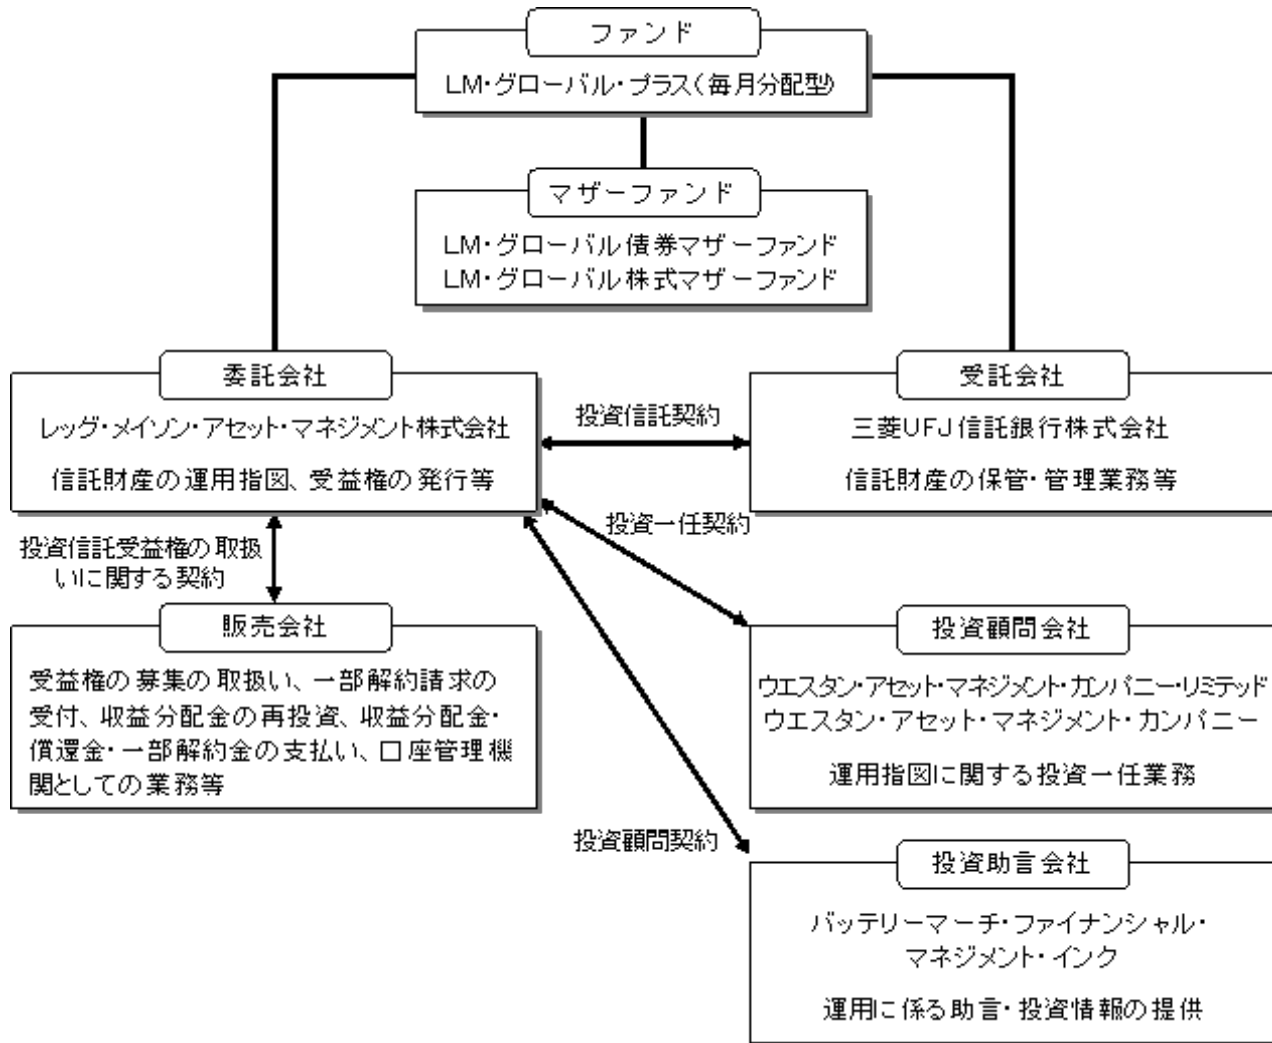 ファンド
LM・グローバル・プラス(毎月分配型)
マザーファンド
LM・グローバル債券マザーファンド
LM・グローバル株式マザーファンド
委託会社
レッグ・メイソン・アセット・マネジメント株式会社
信託財産の運用指図、受益権の発行等
投資信託契約
受託会社
三菱UFJ信託銀行株式会社
信託財産の保管・管理業務等
投資信託受益権の取扱
いに関する契約
投資一任契約
販売会社
受益権の募集の取扱い、一部解約請求の
受付、収益分配金の再投資、収益分配金・
償還金・一部解約金の支払い、口座管理機
関としての業務等
投資顧問会社
ウエスタン・アセット・マネジメント・カンパニー・リミテッド
ウエスタン・アセット・マネジメント・カンパニー
運用指図に関する投資一任業務
投資顧問契約
投資助言会社
バッテリーマーチ・ファイナンシャル・
マネジメント・インク
運用に係る助言・投資情報の提供